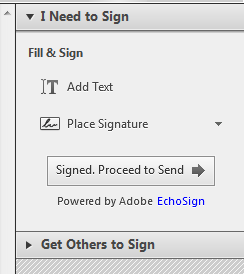 I Need to Sign
Fill & Sign
Add Text
Place Signature
Signed. Proceed to Send
Powered by Adobe EchoSign
Get Others to Sign